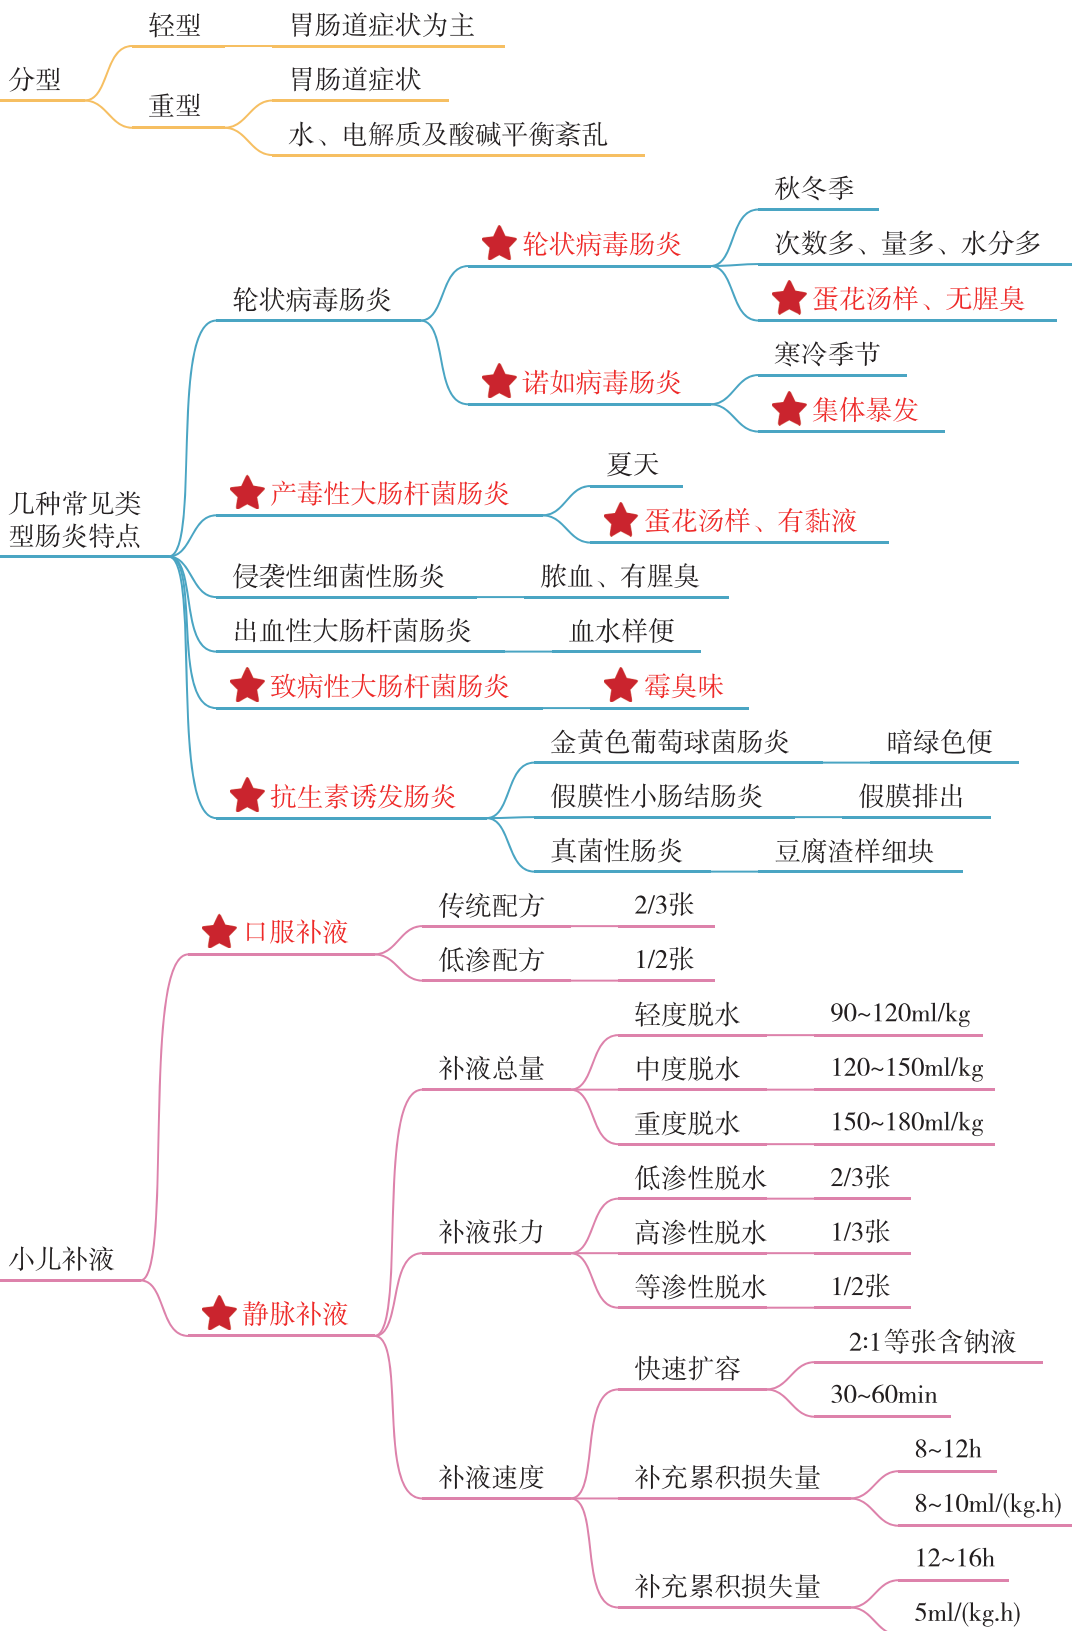 分型
轻型
胃肠道症状为主
重型
胃肠道症状
水、电解质及酸碱平衡紊乱
几种常见类
型肠炎特点
轮状病毒肠炎
轮状病毒肠炎
秋冬季
次数多、量多、水分多
蛋花汤样、无腥臭
诺如病毒肠炎
寒冷季节
集体暴发
产毒性大肠杆菌肠炎
夏天
蛋花汤样、有黏液
侵袭性细菌性肠炎
脓血、有腥臭
出血性大肠杆菌肠炎
血水样便
致病性大肠杆菌肠炎
霉臭味
抗生素诱发肠炎
金黄色葡萄球菌肠炎
暗绿色便
假膜性小肠结肠炎
假膜排出
真菌性肠炎
豆腐渣样细块
小儿补液
口服补液
传统配方
2/3张
低渗配方
1/2张
静脉补液
补液总量
轻度脱水
90~120ml/kg
中度脱水
120~150ml/kg
重度脱水
150~180ml/kg
补液张力
低渗性脱水
2/3张
高渗性脱水
1/3张
等渗性脱水
1/2张
补液速度
快速扩容
2:1等张含钠液
30~60min
补充累积损失量
8~12h
8~10ml/(kg.h)
补充累积损失量
12~16h
5ml/(kg.h)